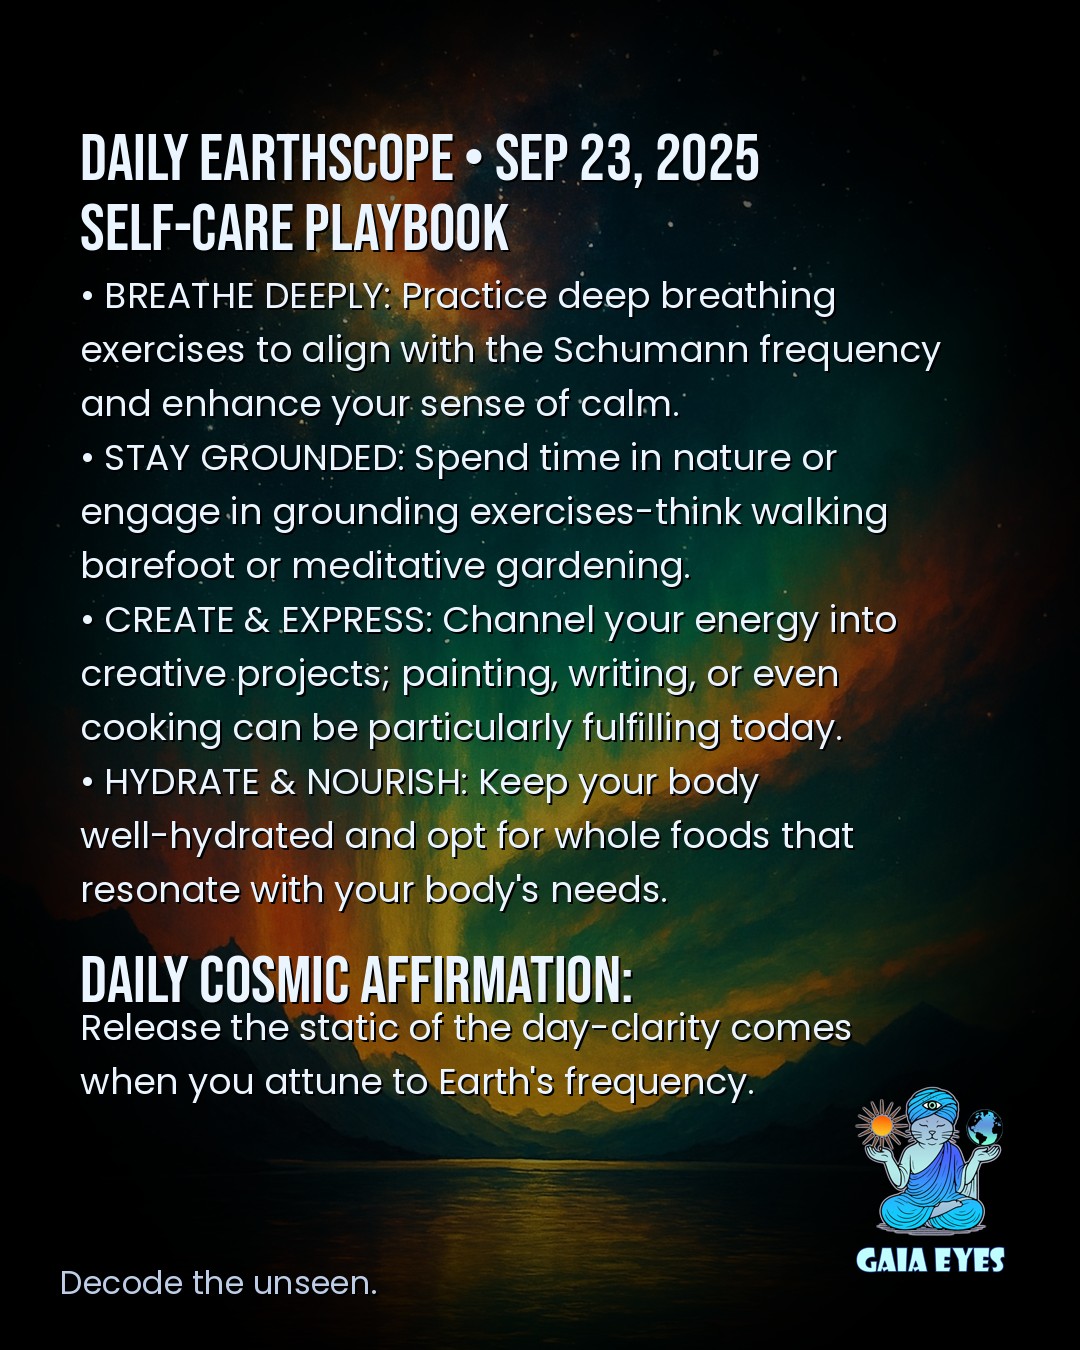 DAILY EARTHSCOPE • SEP 23, 2025
SELF-CARE PLAYBOOK
• BREATHE DEEPLY: Practice deep breathing
exercises to align with the Schumann frequency
and enhance your sense of calm.
• STAY GROUNDED: Spend time in nature or
engage in grounding exercises-think walking
barefoot or meditative gardening.
• CREATE & EXPRESS: Channel your energy into
creative projects; painting, writing, or even
cooking can be particularly fulfilling today.
• HYDRATE & NOURISH: Keep your body
well-hydrated and opt for whole foods that
resonate with your body's needs.
DAILY COSMIC AFFIRMATION:
Release the static of the day-clarity comes
when you attune to Earth's frequency.
GAIA EYES
Decode the unseen.